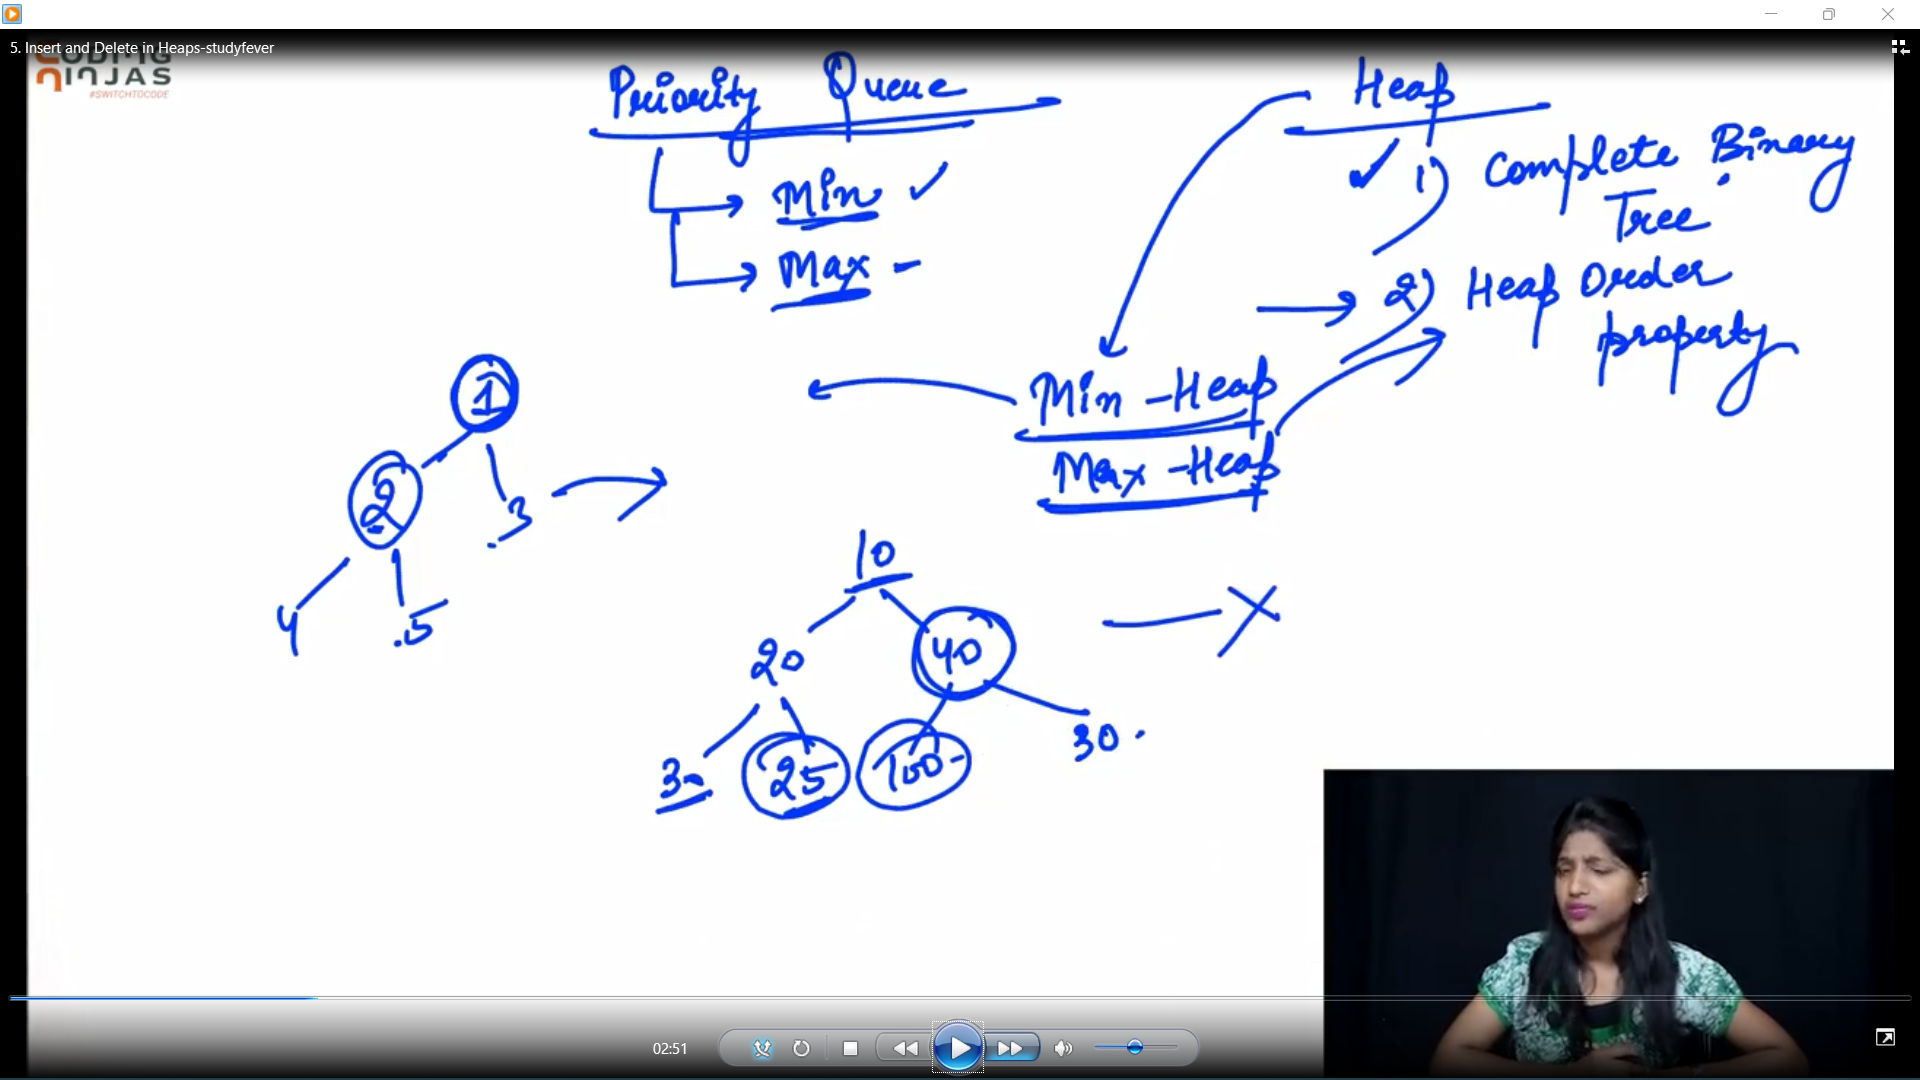 5. Insert and Delete in Heaps-studyfever
CODING
NINJAS
#SWITCHTOCODE
Priority Queue
Min
Max
Heap
1) Complete Binary
Tree
2) Heap Order
property
Min-Heap
Max-Heap
1
2
3
4
5
10
20
40
30
25
100
30
02:51